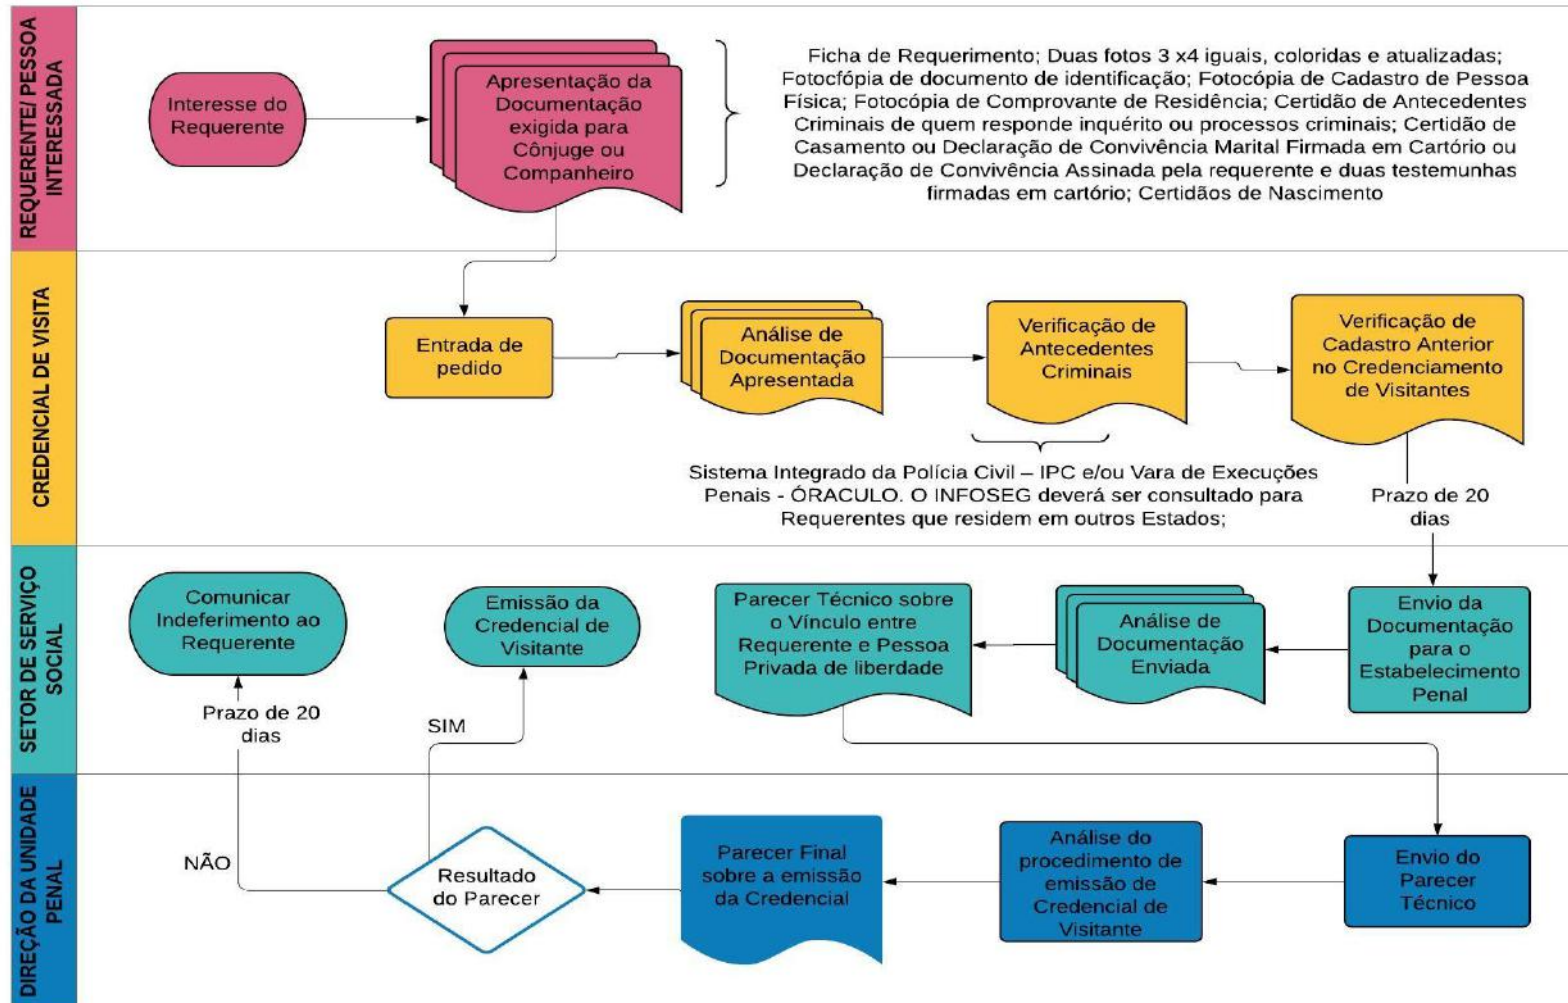 REQUERENTE/ PESSOA
INTERESSADA
Interesse do
Requerente
Apresentação da
Documentação
exigida para
Cônjuge ou
Companheiro
Ficha de Requerimento; Duas fotos 3 x4 iguais, coloridas e atualizadas;
Fotocfópia de documento de identificação; Fotocópia de Cadastro de Pessoa
Física; Fotocópia de Comprovante de Residência; Certidão de Antecedentes
Criminais de quem responde inquérito ou processos criminais; Certidão de
Casamento ou Declaração de Convivência Marital Firmada em Cartório ou
Declaração de Convivência Assinada pela requerente e duas testemunhas
firmadas em cartório; Certidãos de Nascimento
CREDENCIAL DE VISITA
Entrada de
pedido
Análise de
Documentação
Apresentada
Verificação de
Antecedentes
Criminais
Verificação de
Cadastro Anterior
no Credenciamento
de Visitantes
Sistema Integrado da Polícia Civil – IPC e/ou Vara de Execuções
Penais - ÓRACULO. O INFOSEG deverá ser consultado para
Requerentes que residem em outros Estados;
Prazo de 20
dias
SETOR DE SERVIÇO
SOCIAL
Comunicar
Indeferimento ao
Requerente
Emissão da
Credencial de
Visitante
Parecer Técnico sobre
o Vínculo entre
Requerente e Pessoa
Privada de liberdade
Análise de
Documentação
Enviada
Envio da
Documentação
para o
Estabelecimento
Penal
Prazo de 20
dias
SIM
DIREÇÃO DA UNIDADE
PENAL
NÃO
Resultado
do Parecer
Parecer Final
sobre a emissão
da Credencial
Análise do
procedimento de
emissão de
Credencial de
Visitante
Envio do
Parecer
Técnico